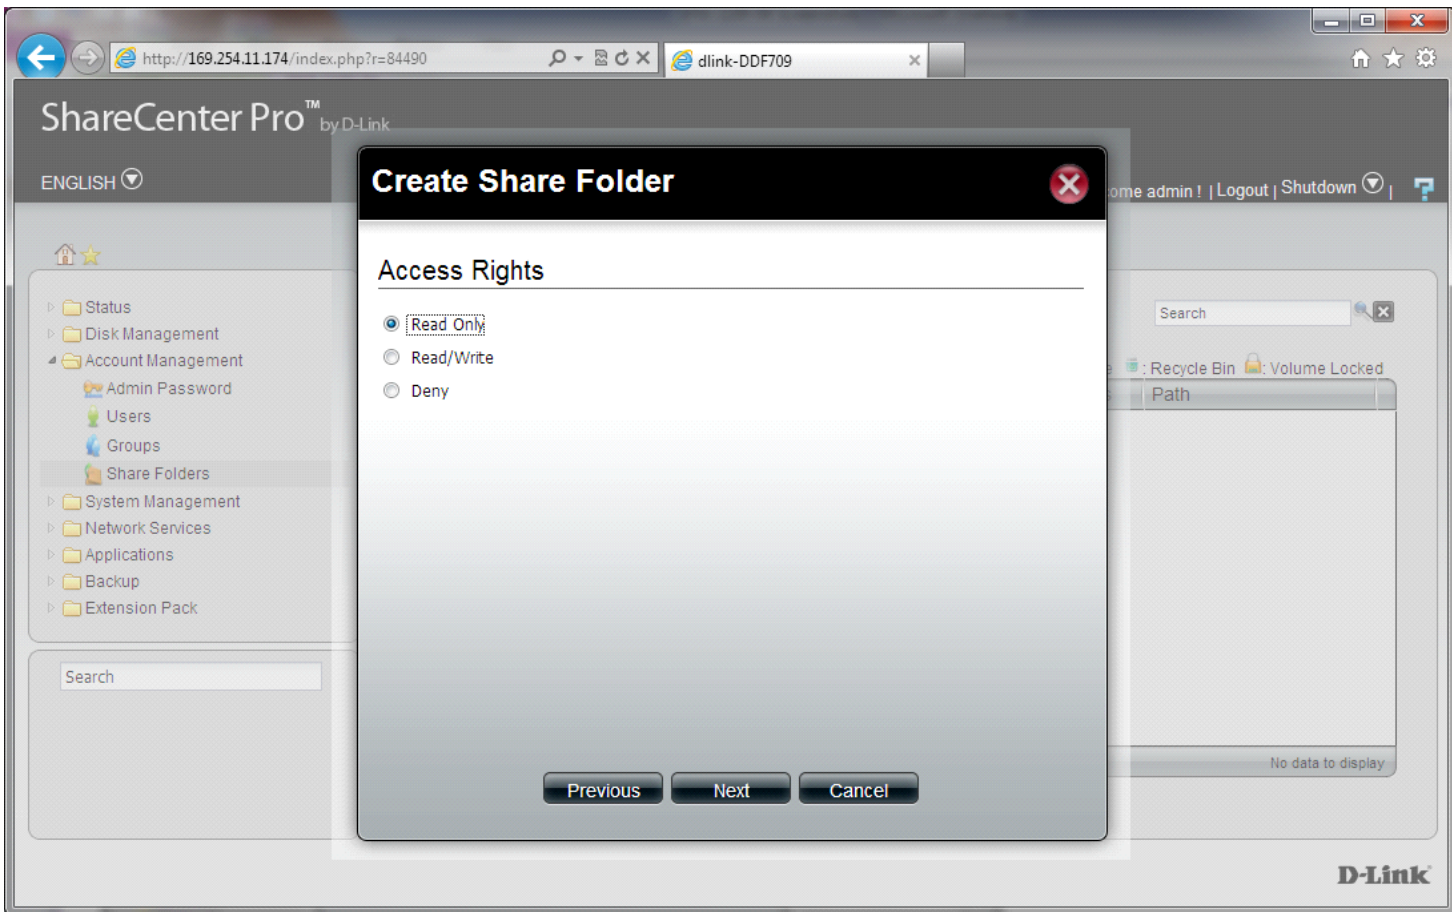 http://169.254.11.174/index.php?r=84490
dlink-DDF709
ShareCenter Pro™ by D-Link
ENGLISH
ome admin ! | Logout | Shutdown |
?
Create Share Folder
Access Rights
Read Only
Read/Write
Deny
Previous
Next
Cancel
Status
Disk Management
Account Management
Admin Password
Users
Groups
Share Folders
System Management
Network Services
Applications
Backup
Extension Pack
Search
Search
: Recycle Bin : Volume Locked
Path
No data to display
D-Link